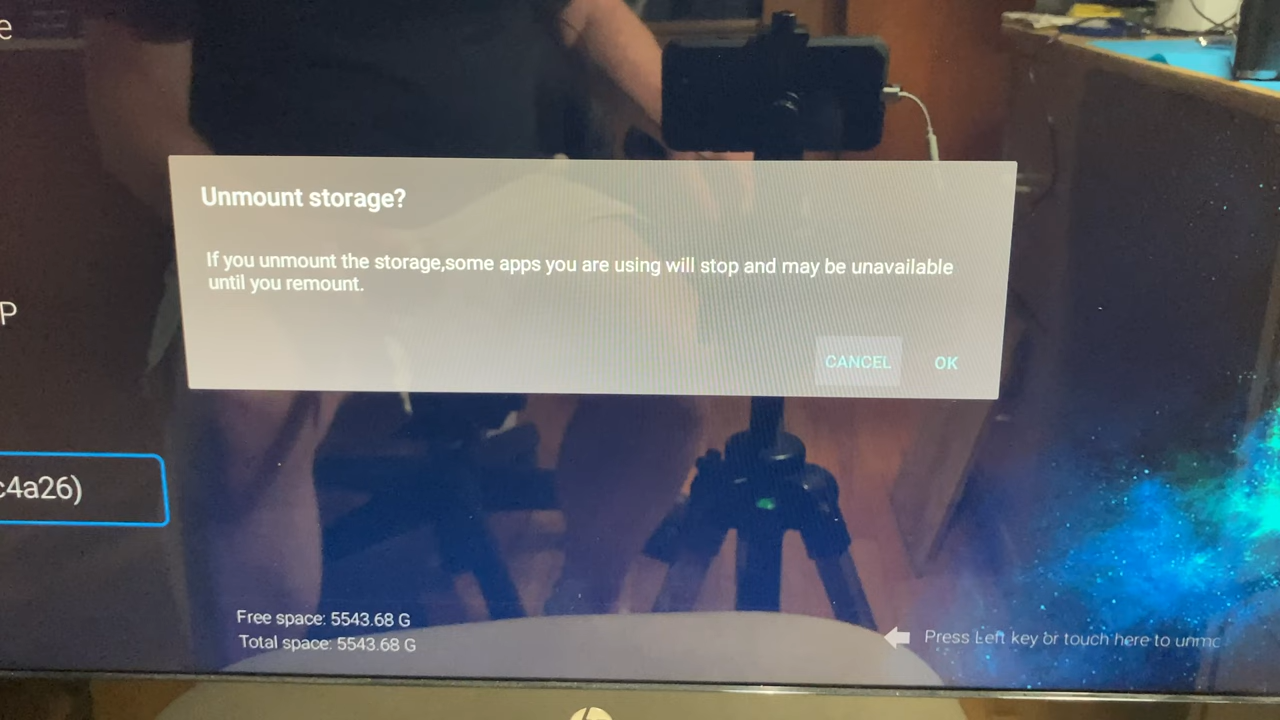 e
Unmount storage?
If you unmount the storage,some apps you are using will stop and may be unavailable
until you remount.
P
CANCEL OK
c4a26)
Free space: 5543.68 G
Total space: 5543.68 G
Press Left key or touch here to unmo
hp